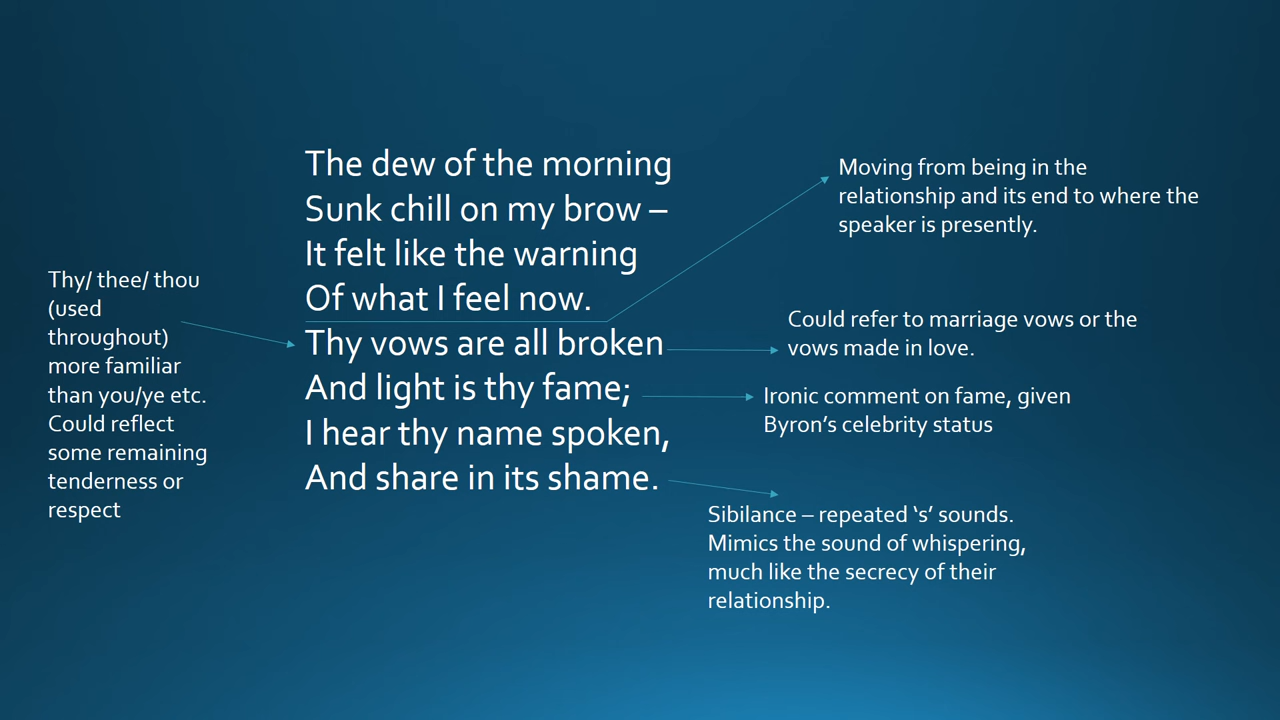 The dew of the morning
Sunk chill on my brow –
It felt like the warning
Of what I feel now.
Thy vows are all broken
And light is thy fame;
I hear thy name spoken,
And share in its shame.
Thy/ thee/ thou
(used
throughout)
more familiar
than you/ye etc.
Could reflect
some remaining
tenderness or
respect
Moving from being in the
relationship and its end to where the
speaker is presently.
Could refer to marriage vows or the
vows made in love.
Ironic comment on fame, given
Byron’s celebrity status
Sibilance – repeated ‘s’ sounds.
Mimics the sound of whispering,
much like the secrecy of their
relationship.